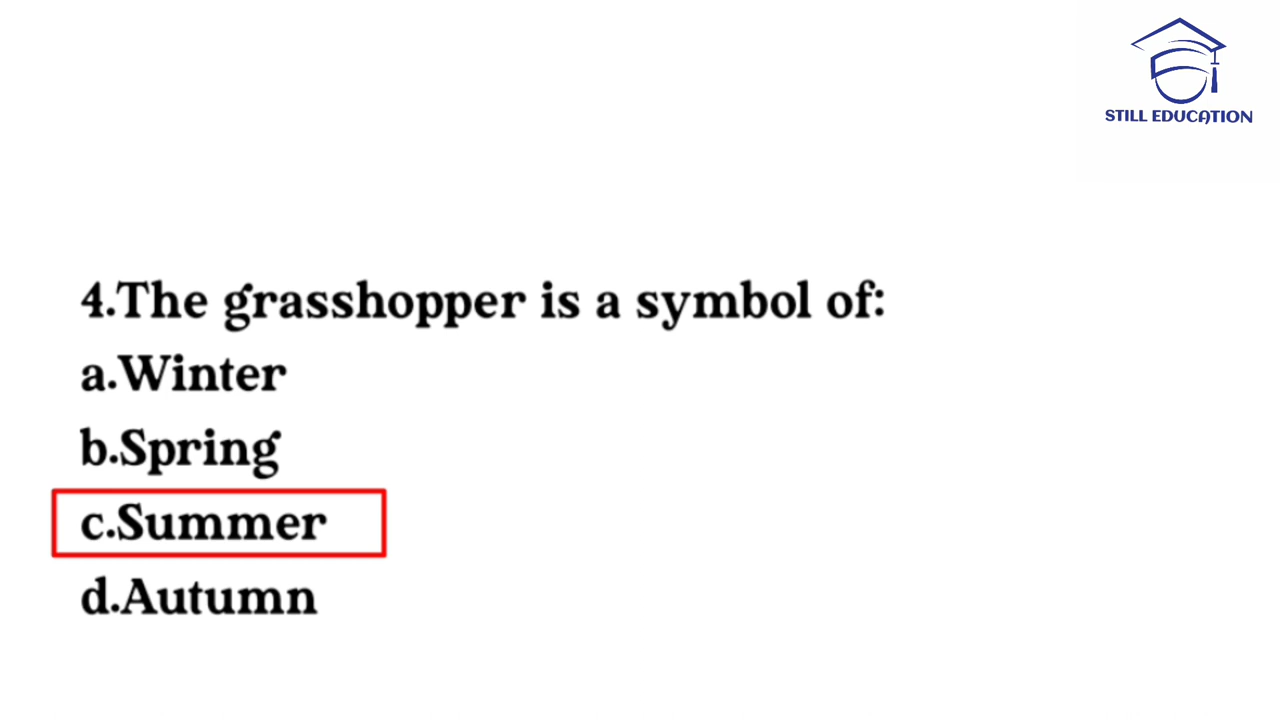 STILL EDUCATION
4.The grasshopper is a symbol of:
a.Winter
b.Spring
c.Summer
d.Autumn